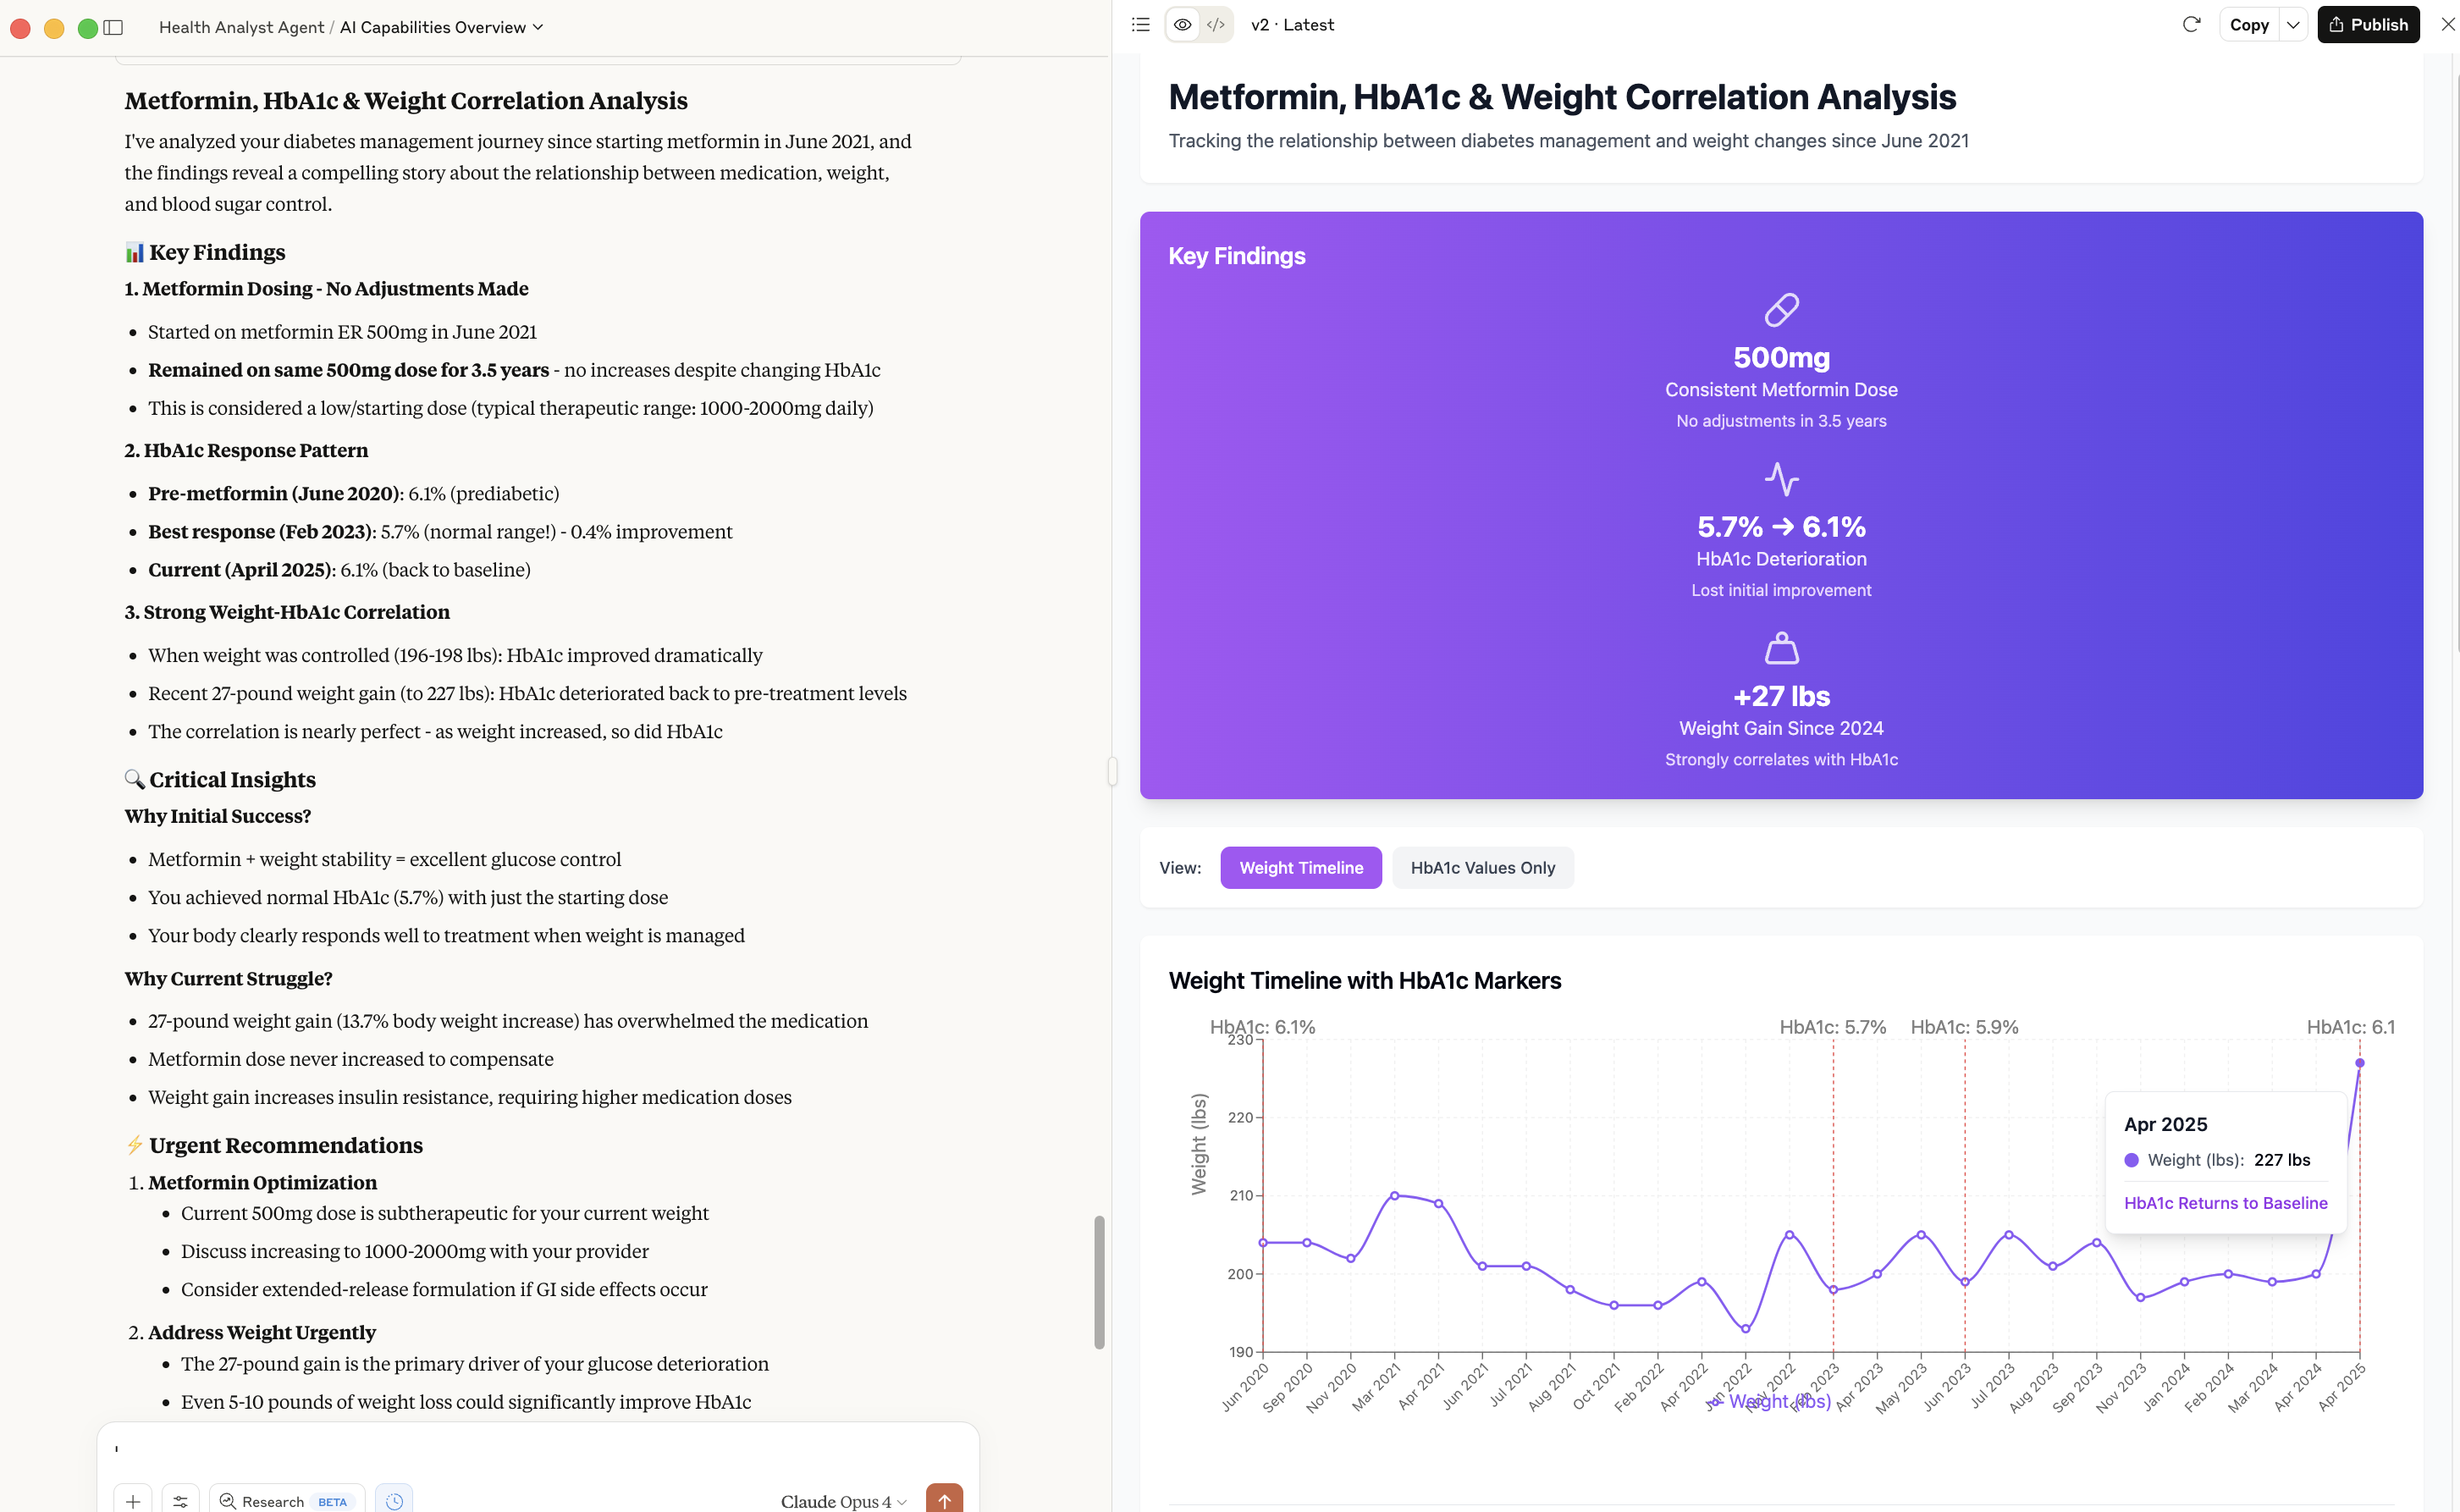 Health Analyst Agent / AI Capabilities Overview
Metformin, HbA1c & Weight Correlation Analysis
I've analyzed your diabetes management journey since starting metformin in June 2021, and
the findings reveal a compelling story about the relationship between medication, weight,
and blood sugar control.
📊 Key Findings
1. Metformin Dosing - No Adjustments Made
• Started on metformin ER 500mg in June 2021
• Remained on same 500mg dose for 3.5 years - no increases despite changing HbA1c
• This is considered a low/starting dose (typical therapeutic range: 1000-2000mg daily)
2. HbA1c Response Pattern
• Pre-metformin (June 2020): 6.1% (prediabetic)
• Best response (Feb 2023): 5.7% (normal range!) - 0.4% improvement
• Current (April 2025): 6.1% (back to baseline)
3. Strong Weight-HbA1c Correlation
• When weight was controlled (196-198 lbs): HbA1c improved dramatically
• Recent 27-pound weight gain (to 227 lbs): HbA1c deteriorated back to pre-treatment levels
• The correlation is nearly perfect - as weight increased, so did HbA1c
🔍 Critical Insights
Why Initial Success?
• Metformin + weight stability = excellent glucose control
• You achieved normal HbA1c (5.7%) with just the starting dose
• Your body clearly responds well to treatment when weight is managed
Why Current Struggle?
• 27-pound weight gain (13.7% body weight increase) has overwhelmed the medication
• Metformin dose never increased to compensate
• Weight gain increases insulin resistance, requiring higher medication doses
⚡ Urgent Recommendations
1. Metformin Optimization
• Current 500mg dose is subtherapeutic for your current weight
• Discuss increasing to 1000-2000mg with your provider
• Consider extended-release formulation if GI side effects occur
2. Address Weight Urgently
• The 27-pound gain is the primary driver of your glucose deterioration
• Even 5-10 pounds of weight loss could significantly improve HbA1c
Research BETA
Claude Opus 4
v2 · Latest
Copy
Publish
Metformin, HbA1c & Weight Correlation Analysis
Tracking the relationship between diabetes management and weight changes since June 2021
Key Findings
500mg
Consistent Metformin Dose
No adjustments in 3.5 years
5.7% → 6.1%
HbA1c Deterioration
Lost initial improvement
+27 lbs
Weight Gain Since 2024
Strongly correlates with HbA1c
View: Weight Timeline HbA1c Values Only
Weight Timeline with HbA1c Markers
HbA1c: 6.1% HbA1c: 5.7% HbA1c: 5.9% HbA1c: 6.1
230
220
210
200
190
Weight (lbs)
Apr 2025
Weight (lbs): 227 lbs
HbA1c Returns to Baseline
Jun 2020 Sep 2020 Nov 2020 Mar 2021 Apr 2021 Jun 2021 Jul 2021 Aug 2021 Oct 2021 Feb 2022 Apr 2022 Jun 2022 Nov 2022 Feb 2023 Apr 2023 May 2023 Jun 2023 Jul 2023 Aug 2023 Sep 2023 Nov 2023 Jan 2024 Feb 2024 Mar 2024 Apr 2024 Apr 2025
Weight (lbs)